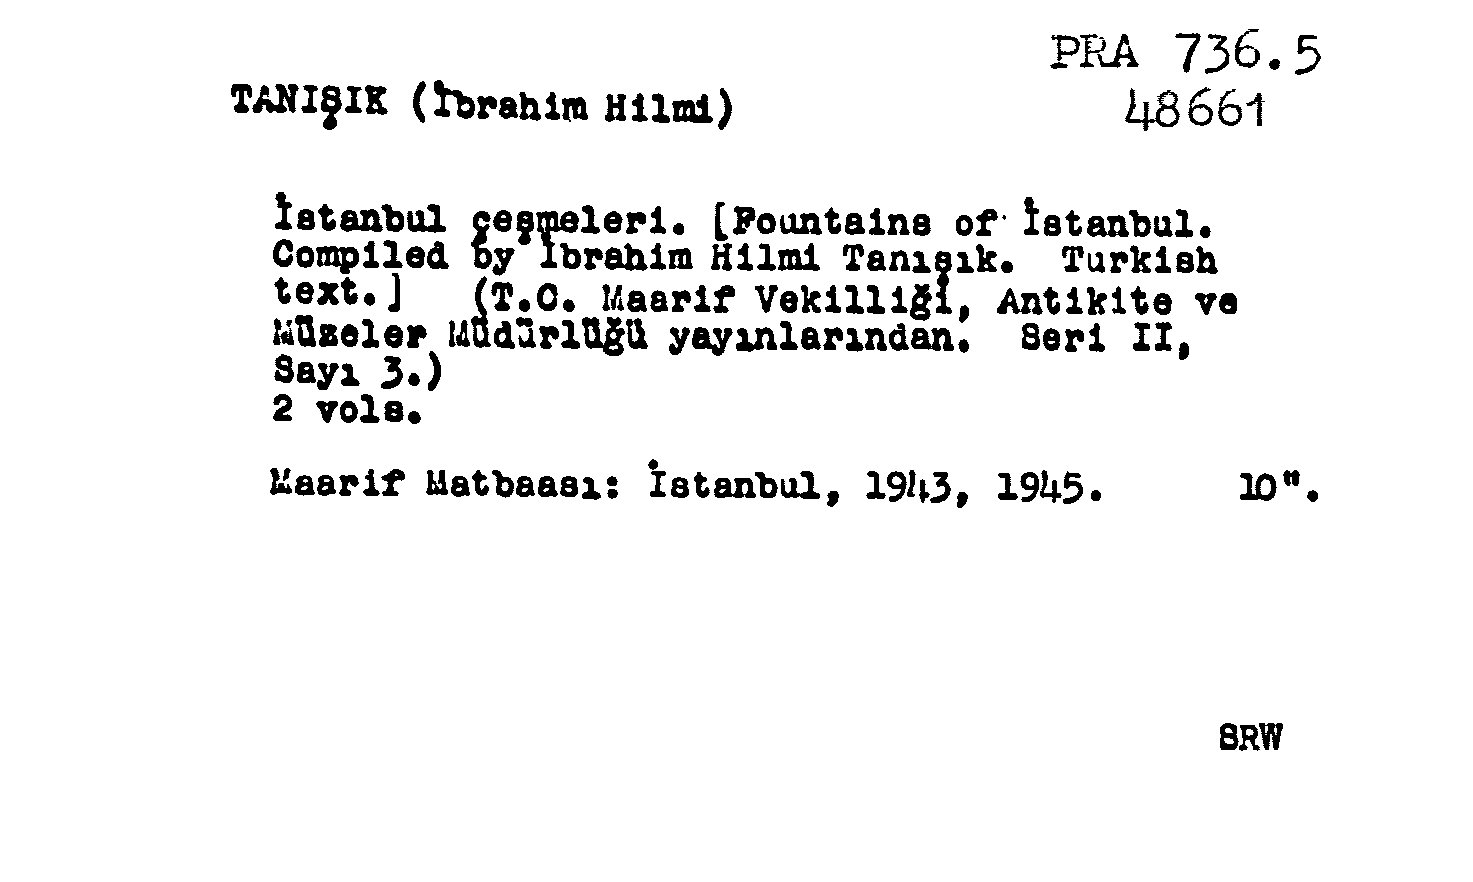 PRA 736.5
48661
TANIŞIK (İbrahim Hilmi)
İstanbul çeşmeleri. [Fountains of İstanbul.
Compiled by İbrahim Hilmi Tanışık. Turkish
text.] (T.C. Maarif Vekilliği, Antikite ve
Müzeler Müdürlüğü yayınlarından. Seri II,
Sayı 3.)
2 vols.
Maarif Matbaası: İstanbul, 1943, 1945. 10".
SRW